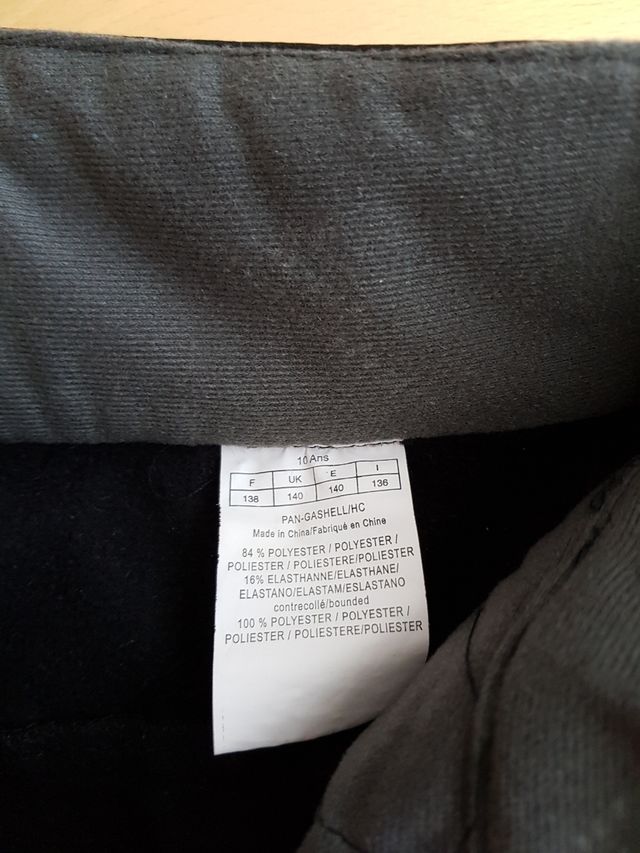 10 Ans
F UK E I
138 140 140 136
PAN-GASHELL/HC
Made in China/Fabriqué en Chine
84 % POLYESTER / POLYESTER /
POLIESTER / POLIESTERE/POLIESTER
16% ELASTHANNE/ELASTHANE/
ELASTANO/ELASTAM/ESLASTANO
contrecollé/bounded
100 % POLYESTER / POLYESTER /
POLIESTER / POLIESTERE/POLIESTER